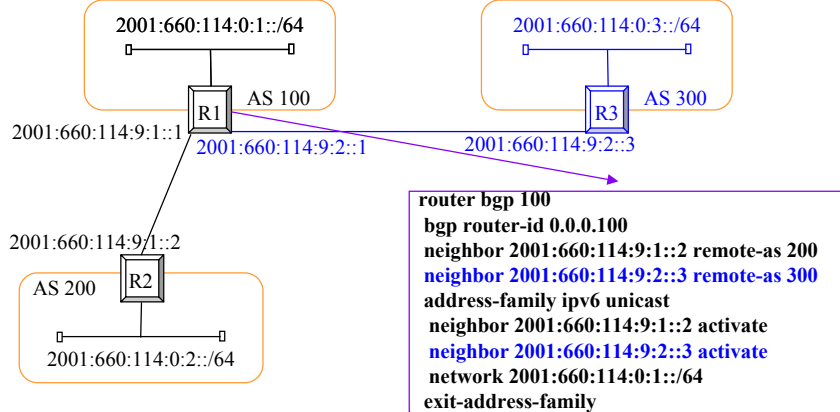 2001:660:114:0:1::/64
2001:660:114:0:3::/64
R1
AS 100
R3
AS 300
2001:660:114:9:1::1
2001:660:114:9:2::1
2001:660:114:9:2::3
router bgp 100
bgp router-id 0.0.0.100
neighbor 2001:660:114:9:1::2 remote-as 200
neighbor 2001:660:114:9:2::3 remote-as 300
address-family ipv6 unicast
neighbor 2001:660:114:9:1::2 activate
neighbor 2001:660:114:9:2::3 activate
network 2001:660:114:0:1::/64
exit-address-family
2001:660:114:9:1::2
AS 200
R2
2001:660:114:0:2::/64